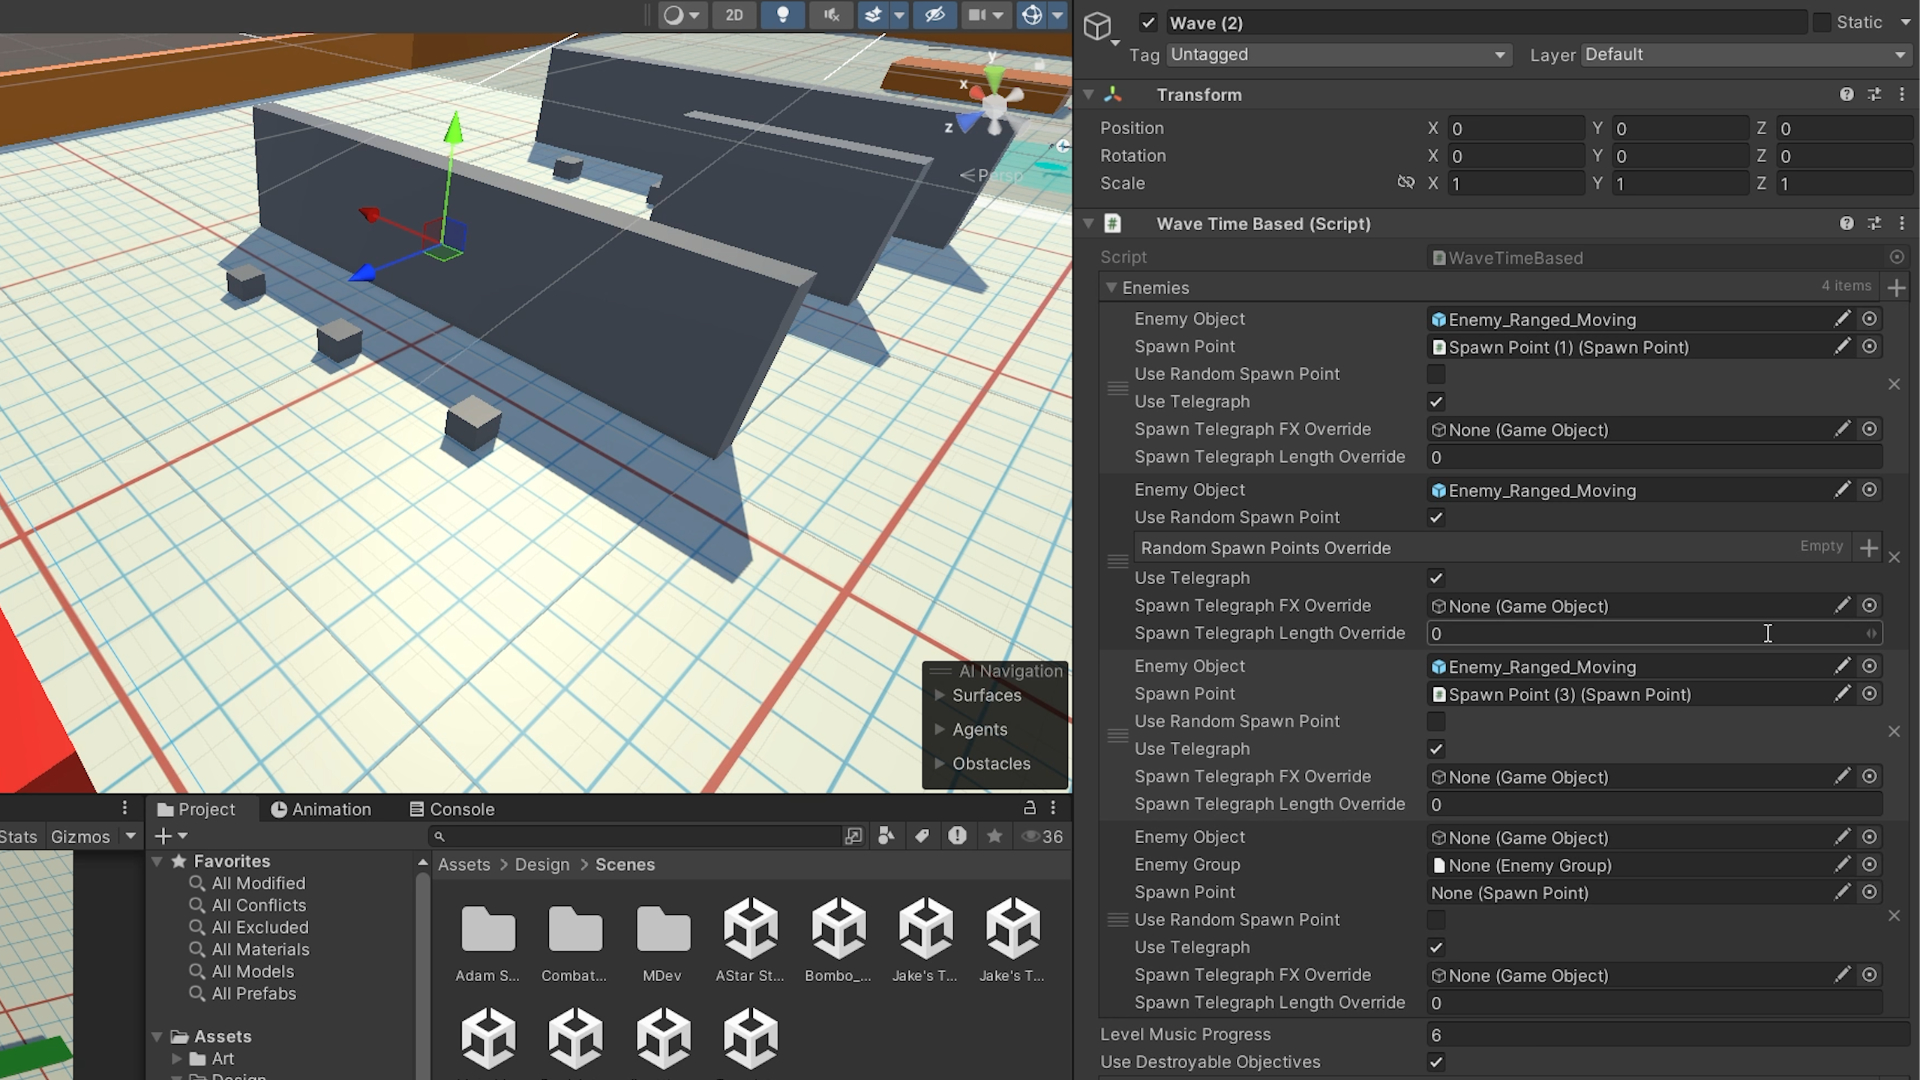 2D
Wave (2)
Static
Tag Untagged
Layer Default
Transform
Position X 0 Y 0 Z 0
Rotation X 0 Y 0 Z 0
Scale X 1 Y 1 Z 1
Wave Time Based (Script)
Script #WaveTimeBased
Enemies 4 items
Enemy Object Enemy_Ranged_Moving
Spawn Point Spawn Point (1) (Spawn Point)
Use Random Spawn Point
Use Telegraph
Spawn Telegraph FX Override None (Game Object)
Spawn Telegraph Length Override 0
Enemy Object Enemy_Ranged_Moving
Use Random Spawn Point
Random Spawn Points Override Empty
Use Telegraph
Spawn Telegraph FX Override None (Game Object)
Spawn Telegraph Length Override 0
Enemy Object Enemy_Ranged_Moving
Spawn Point Spawn Point (3) (Spawn Point)
Use Random Spawn Point
Use Telegraph
Spawn Telegraph FX Override None (Game Object)
Spawn Telegraph Length Override 0
Enemy Object None (Game Object)
Enemy Group None (Enemy Group)
Spawn Point None (Spawn Point)
Use Random Spawn Point
Use Telegraph
Spawn Telegraph FX Override None (Game Object)
Spawn Telegraph Length Override 0
Level Music Progress 6
Use Destroyable Objectives
y
x
z
Persp
AI Navigation
Surfaces
Agents
Obstacles
Project Animation Console
Stats Gizmos
36
Favorites
All Modified
All Conflicts
All Excluded
All Materials
All Models
All Prefabs
Assets
Art
Design
Assets > Design > Scenes
Adam S... Combat... MDev AStar St... Bombo_... Jake's T... Jake's T...